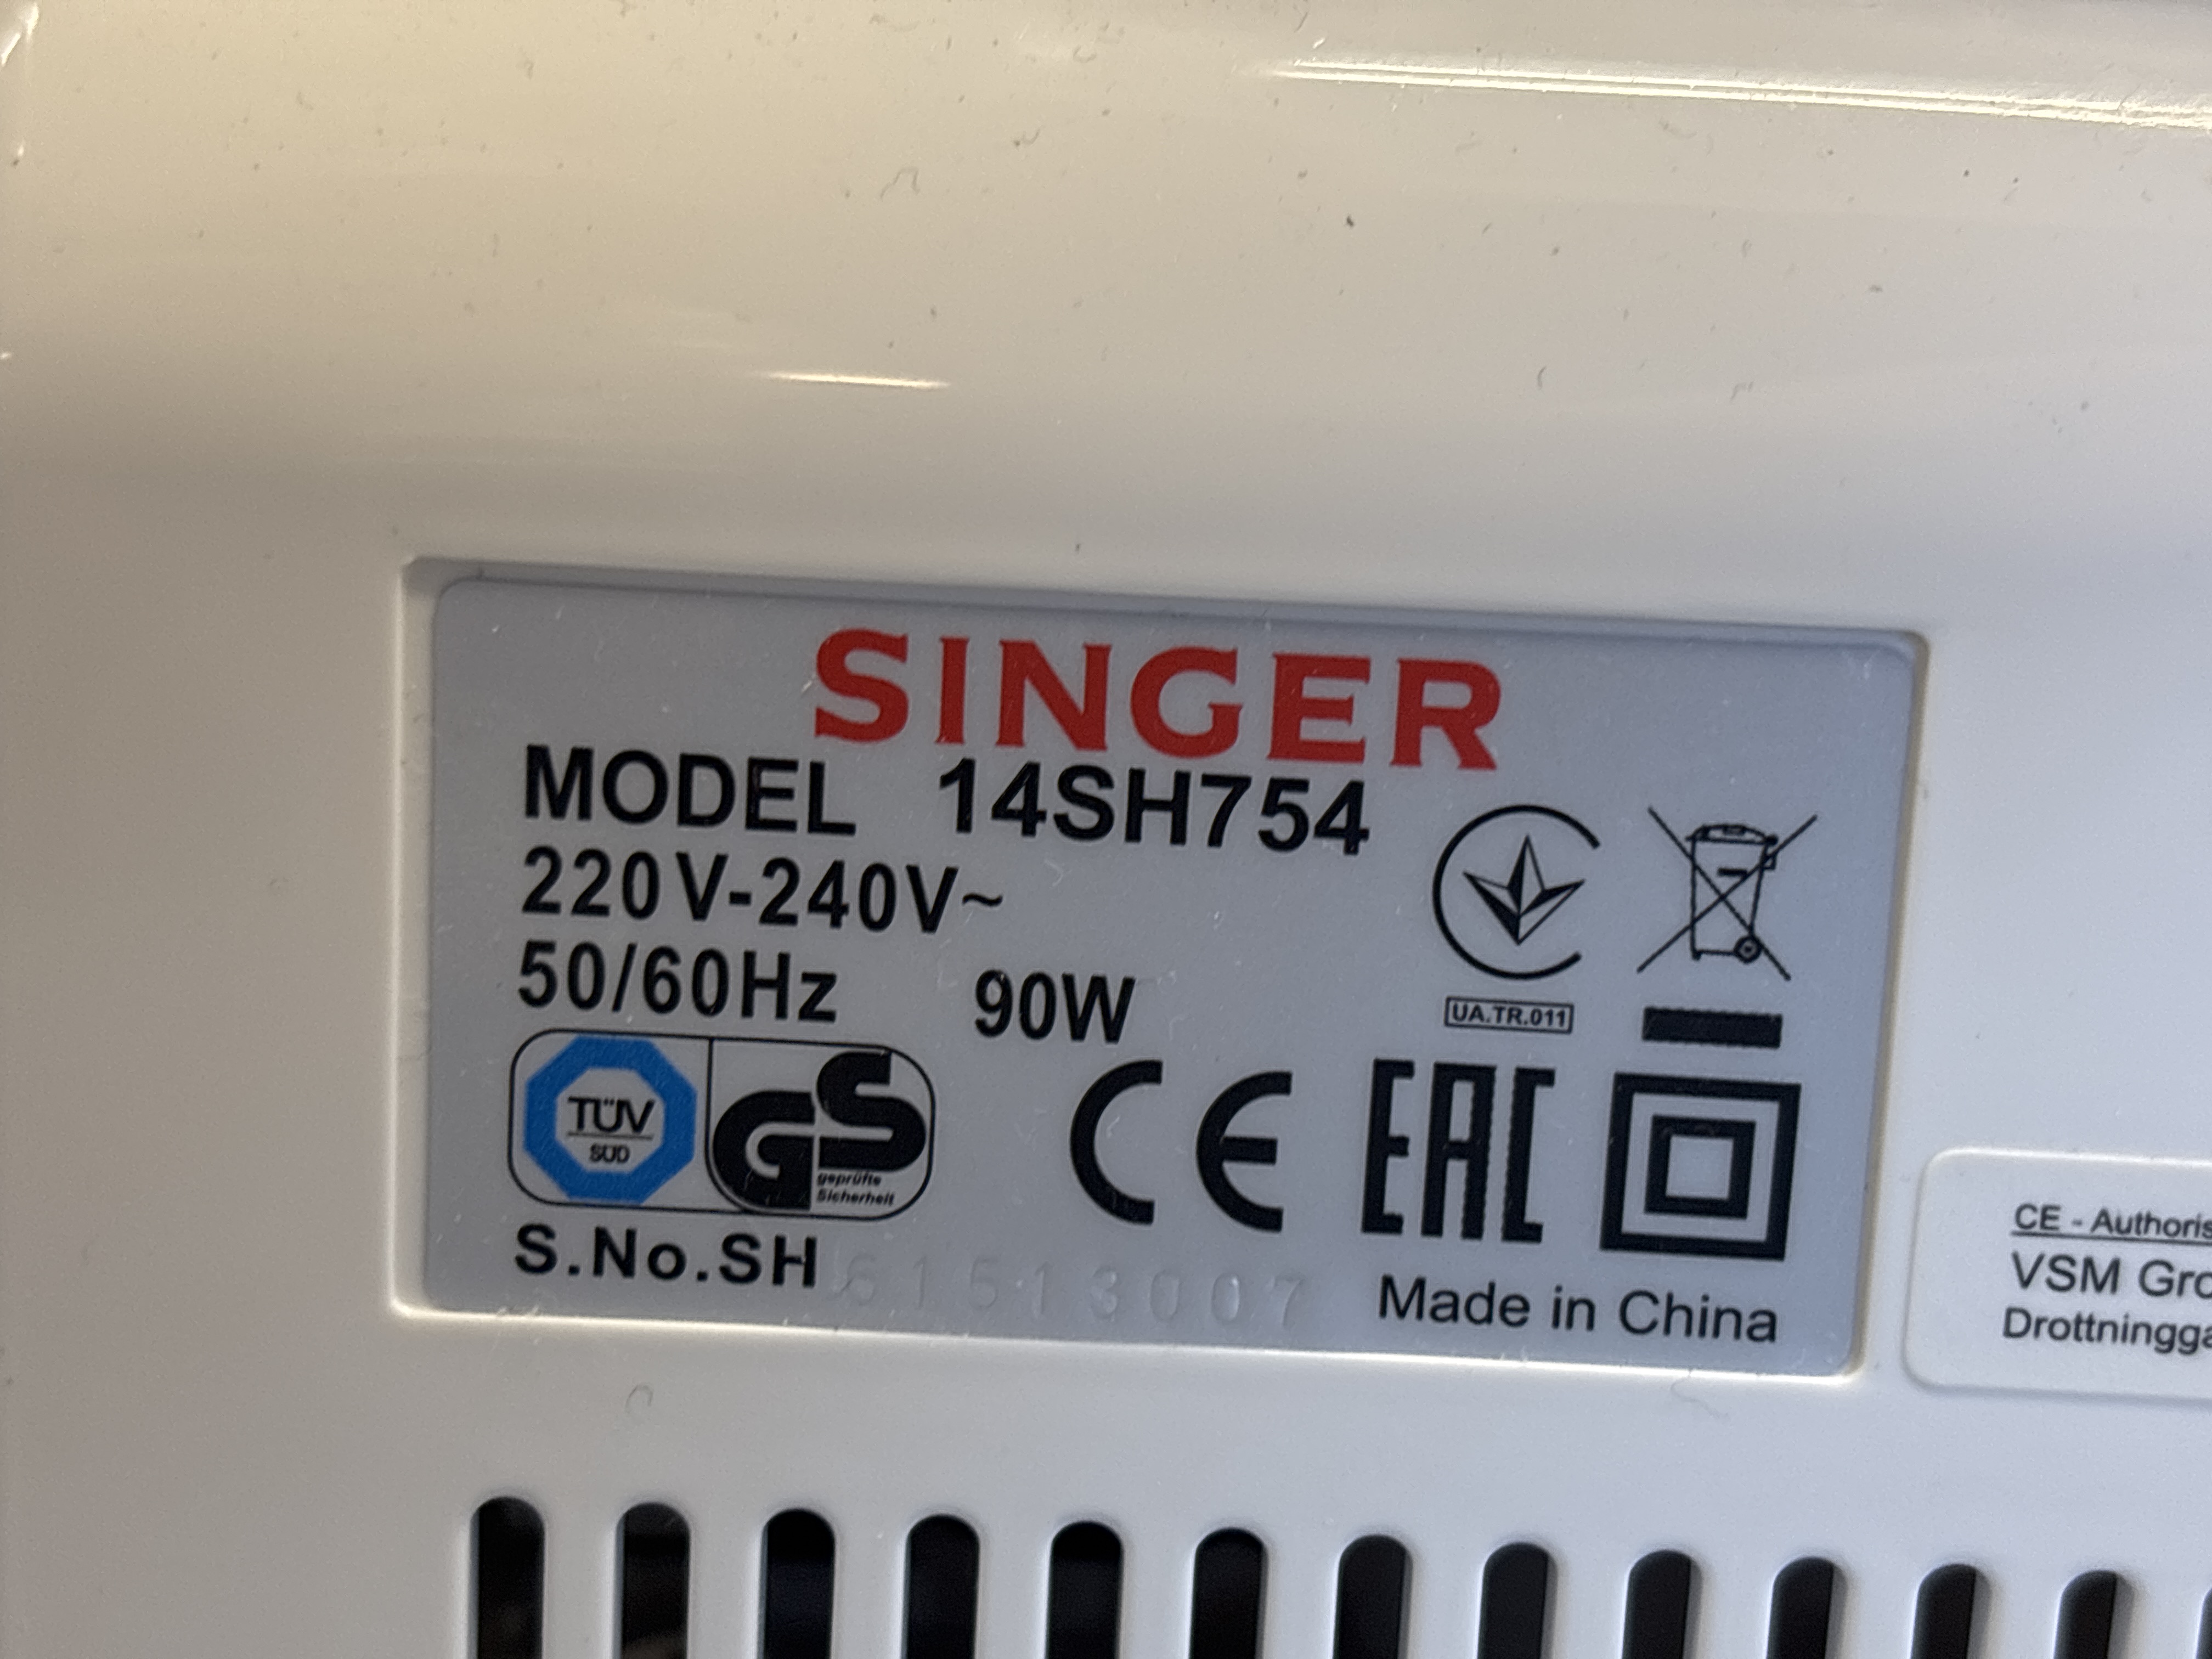 SINGER
MODEL 14SH754
220V-240V~
50/60Hz 90W
UA.TR.011
TÜV
SÜD
GS
geprüfte
Sicherheit
CE EAC
S.No.SH 61513007
Made in China
CE - Authoris
VSM Gro
Drottningga